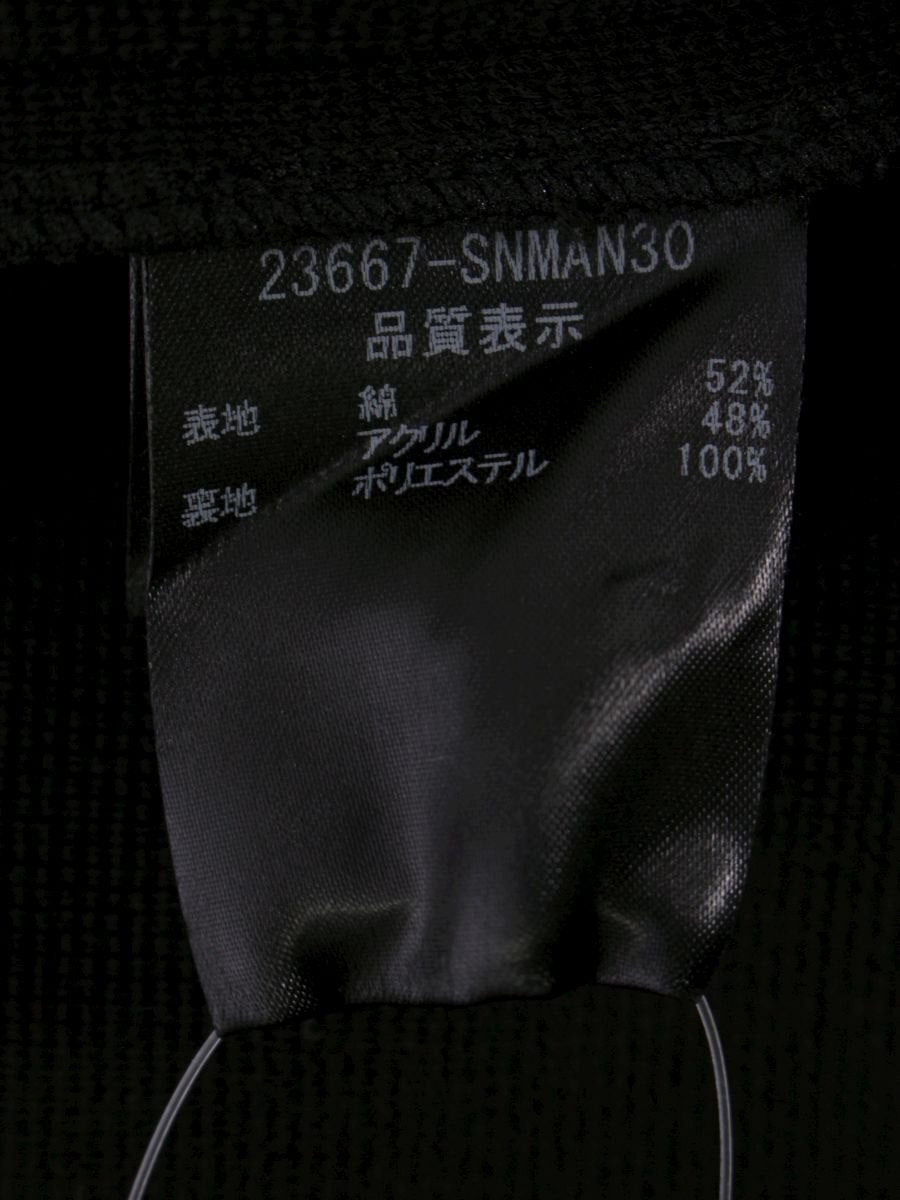 23667-SNMAN30
品質表示
表地 綿 52%
アクリル 48%
裏地 ポリエステル 100%